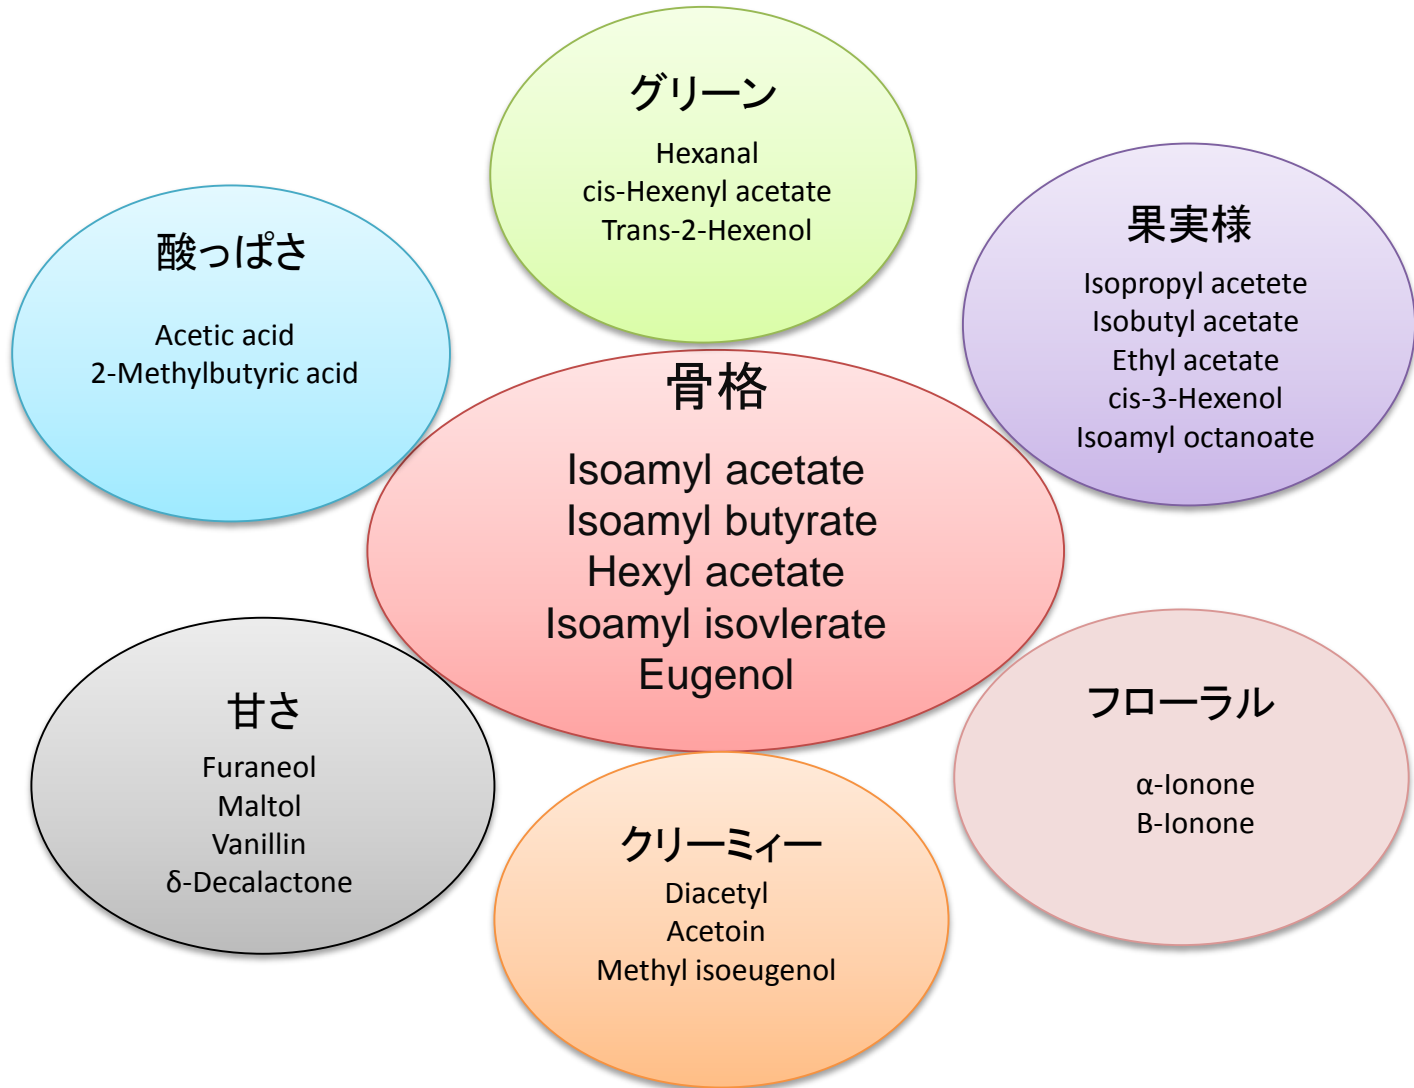 グリーン
Hexanal
cis-Hexenyl acetate
Trans-2-Hexenol
酸っぱさ
Acetic acid
2-Methylbutyric acid
果実様
Isopropyl acetete
Isobutyl acetate
Ethyl acetate
cis-3-Hexenol
Isoamyl octanoate
骨格
Isoamyl acetate
Isoamyl butyrate
Hexyl acetate
Isoamyl isovlerate
Eugenol
甘さ
Furaneol
Maltol
Vanillin
δ-Decalactone
クリーミィー
Diacetyl
Acetoin
Methyl isoeugenol
フローラル
α-Ionone
Β-Ionone